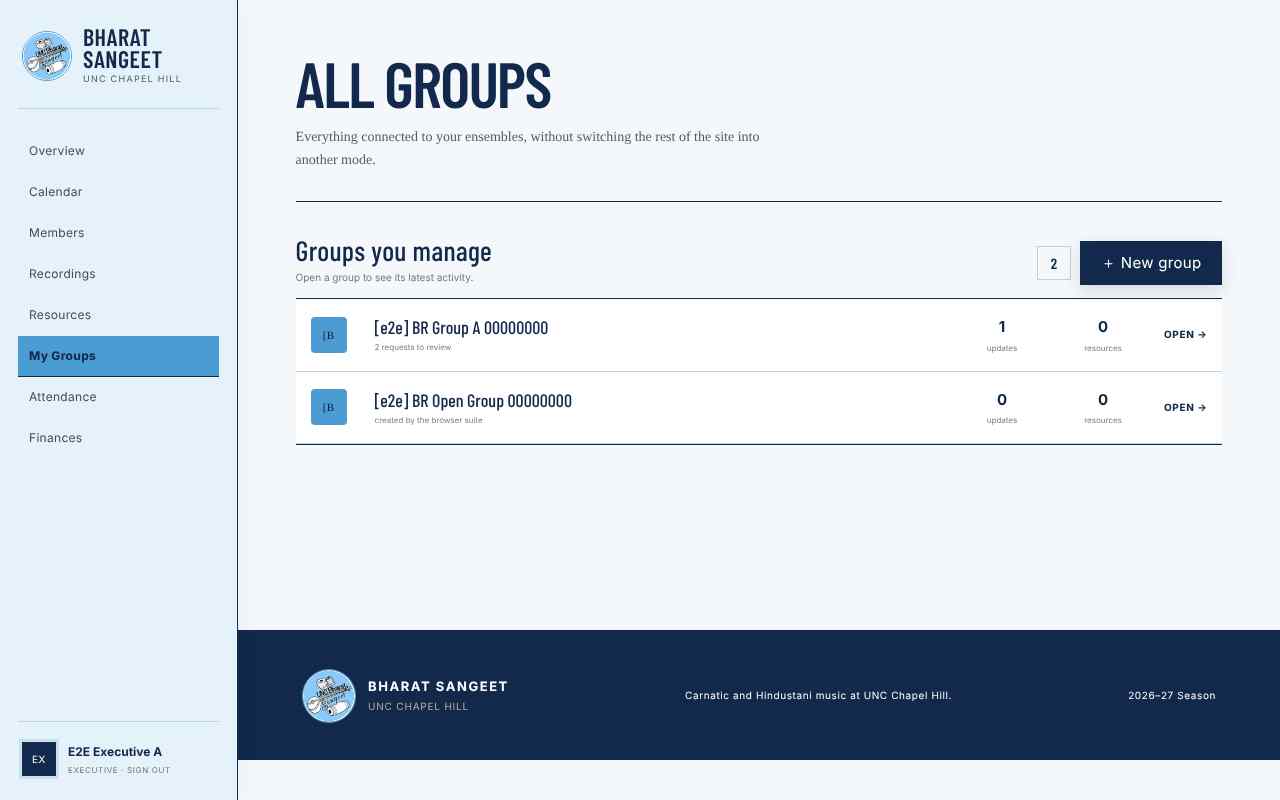 BHARAT
SANGEET
UNC CHAPEL HILL
Overview
Calendar
Members
Recordings
Resources
My Groups
Attendance
Finances
EX
E2E Executive A
EXECUTIVE · SIGN OUT
ALL GROUPS
Everything connected to your ensembles, without switching the rest of the site into
another mode.
Groups you manage
Open a group to see its latest activity.
2
+ New group
[B
[e2e] BR Group A 00000000
2 requests to review
1
updates
0
resources
OPEN →
[B
[e2e] BR Open Group 00000000
created by the browser suite
0
updates
0
resources
OPEN →
BHARAT SANGEET
UNC CHAPEL HILL
Carnatic and Hindustani music at UNC Chapel Hill.
2026–27 Season